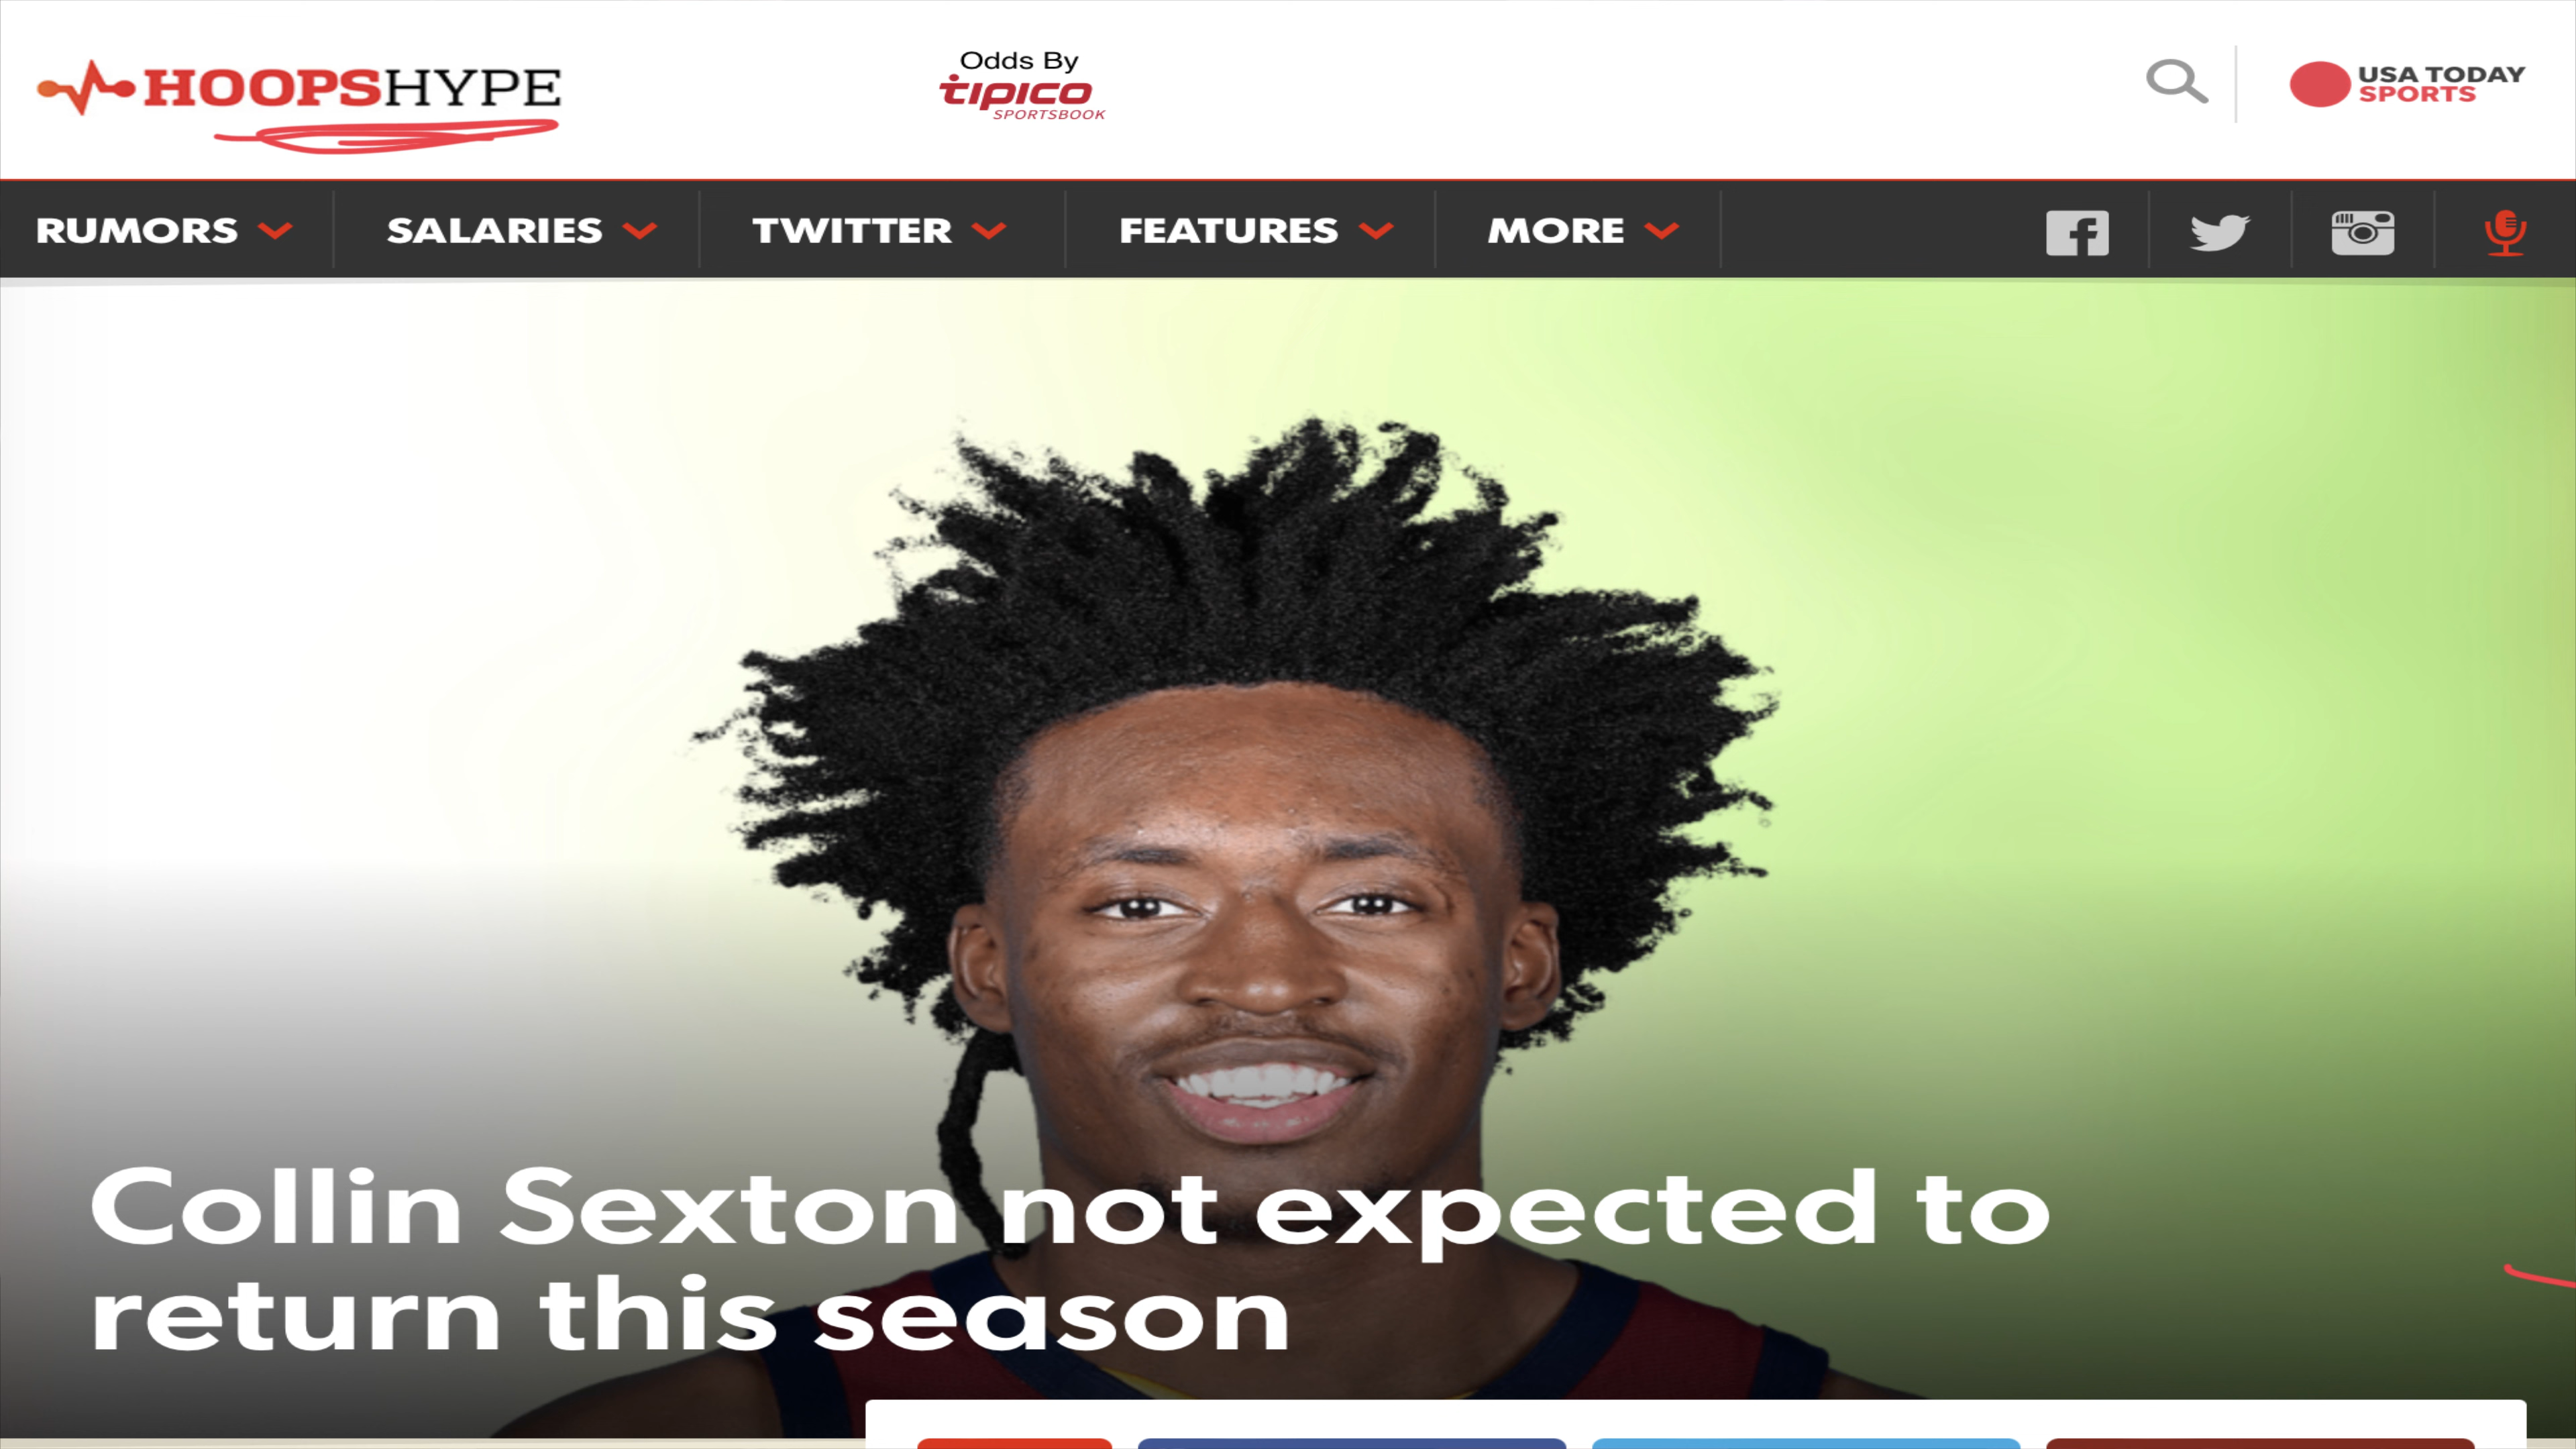 HOOPSHYPE
Odds By
tipico
SPORTSBOOK
USA TODAY
SPORTS
RUMORS
SALARIES
TWITTER
FEATURES
MORE
Collin Sexton not expected to
return this season